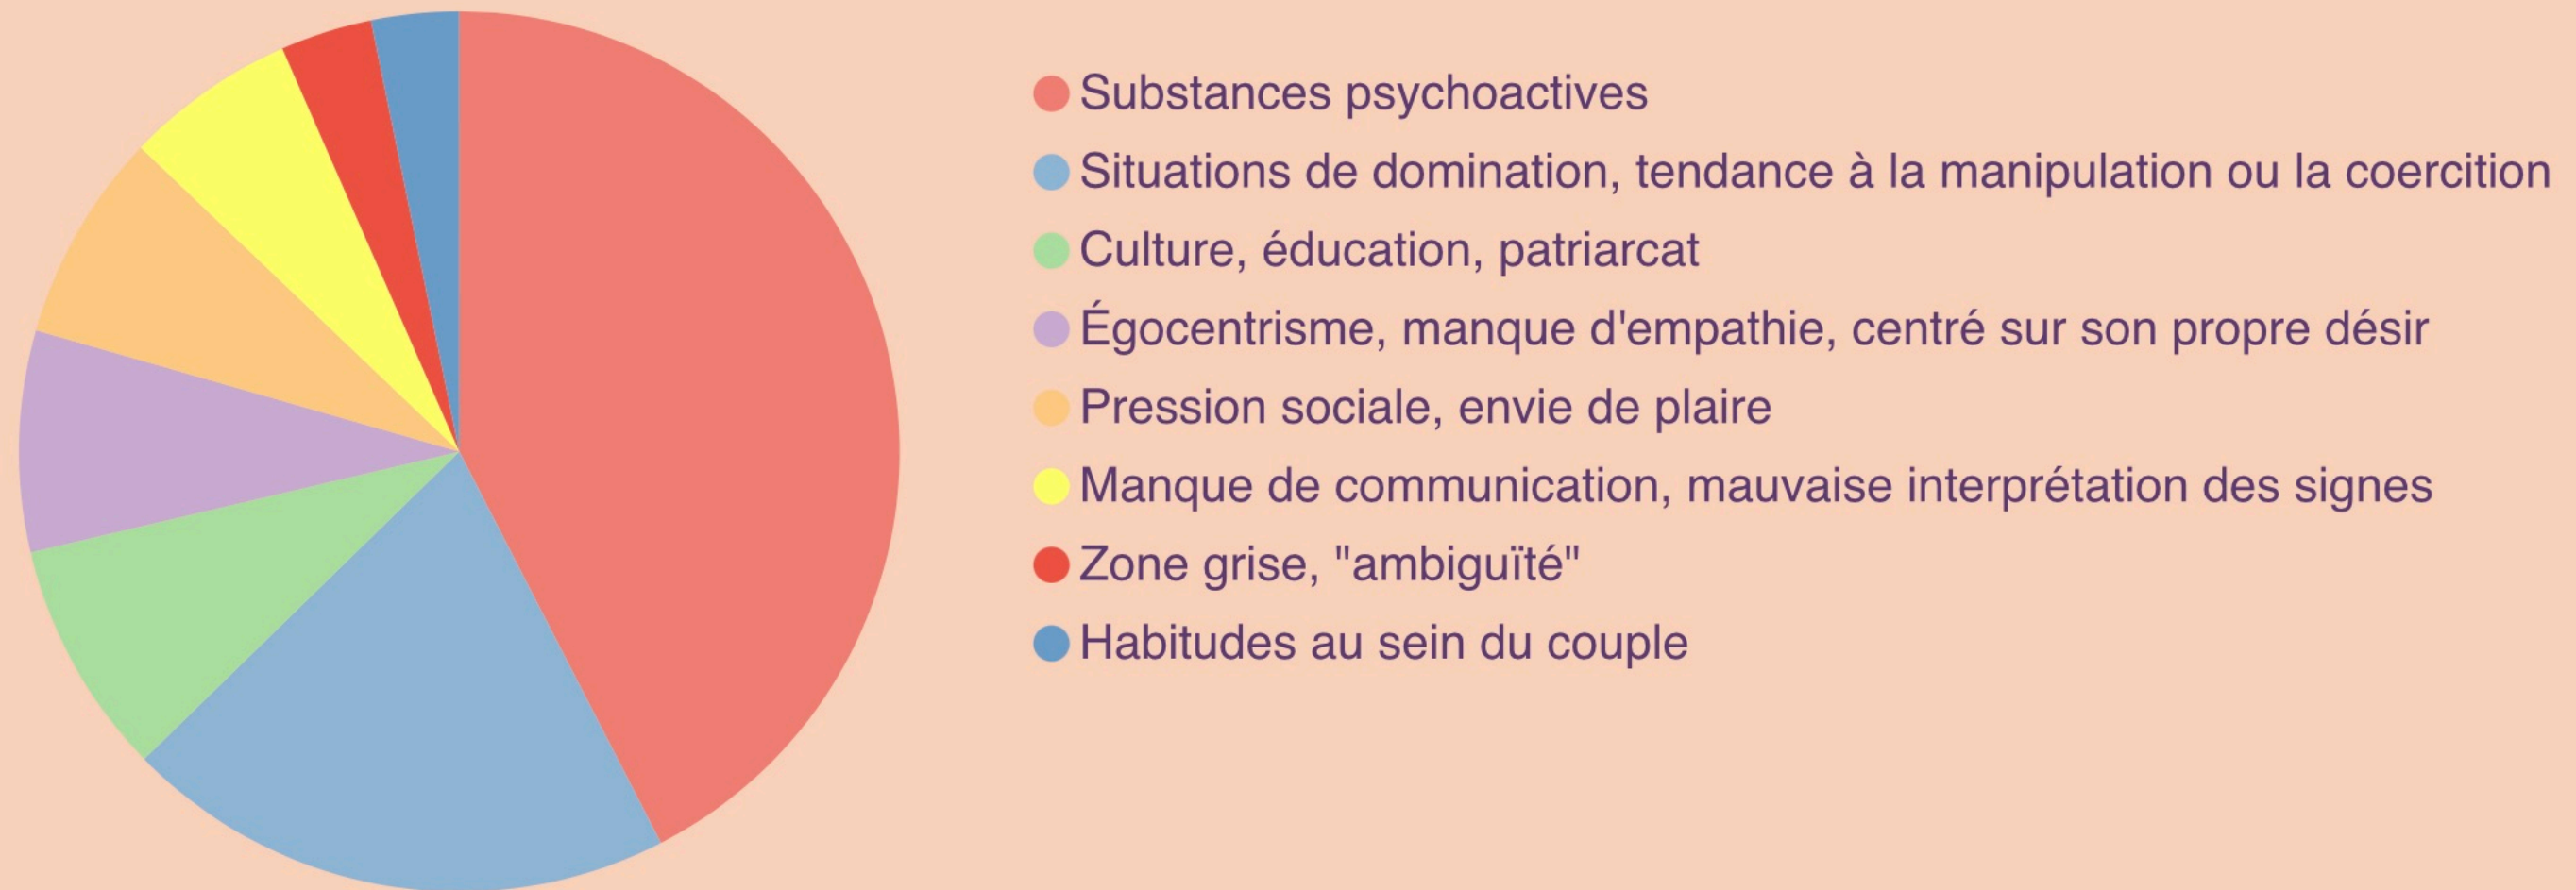 Substances psychoactives
Situations de domination, tendance à la manipulation ou la coercition
Culture, éducation, patriarcat
Égocentrisme, manque d'empathie, centré sur son propre désir
Pression sociale, envie de plaire
Manque de communication, mauvaise interprétation des signes
Zone grise, "ambiguïté"
Habitudes au sein du couple